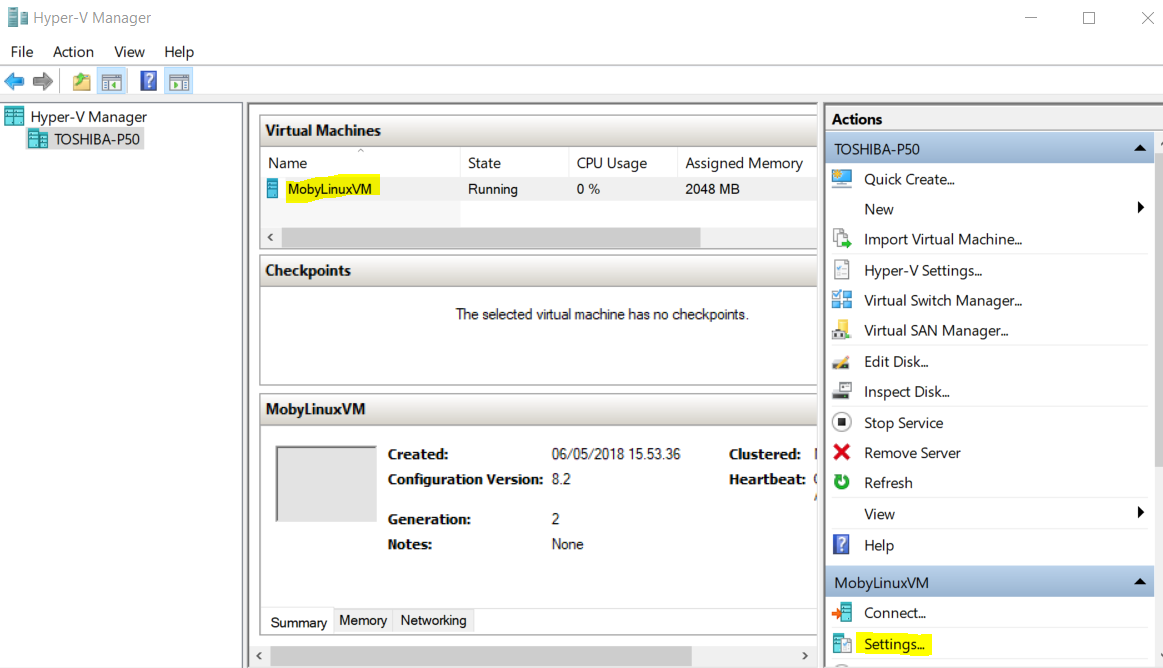 Hyper-V Manager
File Action View Help
Hyper-V Manager
TOSHIBA-P50
Virtual Machines
Name State CPU Usage Assigned Memory
MobyLinuxVM Running 0 % 2048 MB
Checkpoints
The selected virtual machine has no checkpoints.
MobyLinuxVM
Created: 06/05/2018 15.53.36 Clustered:
Configuration Version: 8.2 Heartbeat:
Generation: 2
Notes: None
Summary Memory Networking
Actions
TOSHIBA-P50
Quick Create...
New
Import Virtual Machine...
Hyper-V Settings...
Virtual Switch Manager...
Virtual SAN Manager...
Edit Disk...
Inspect Disk...
Stop Service
Remove Server
Refresh
View
Help
MobyLinuxVM
Connect...
Settings...